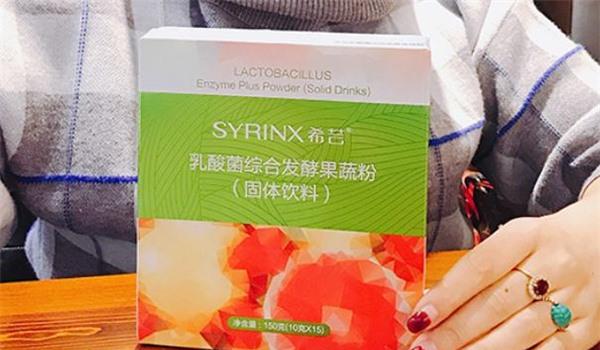 LACTOBACILLUS
Enzyme Plus Powder (Solid Drinks)
SYRINX 希芸®
乳酸菌综合发酵果蔬粉
（固体饮料）
净含量：150克(10克X15)